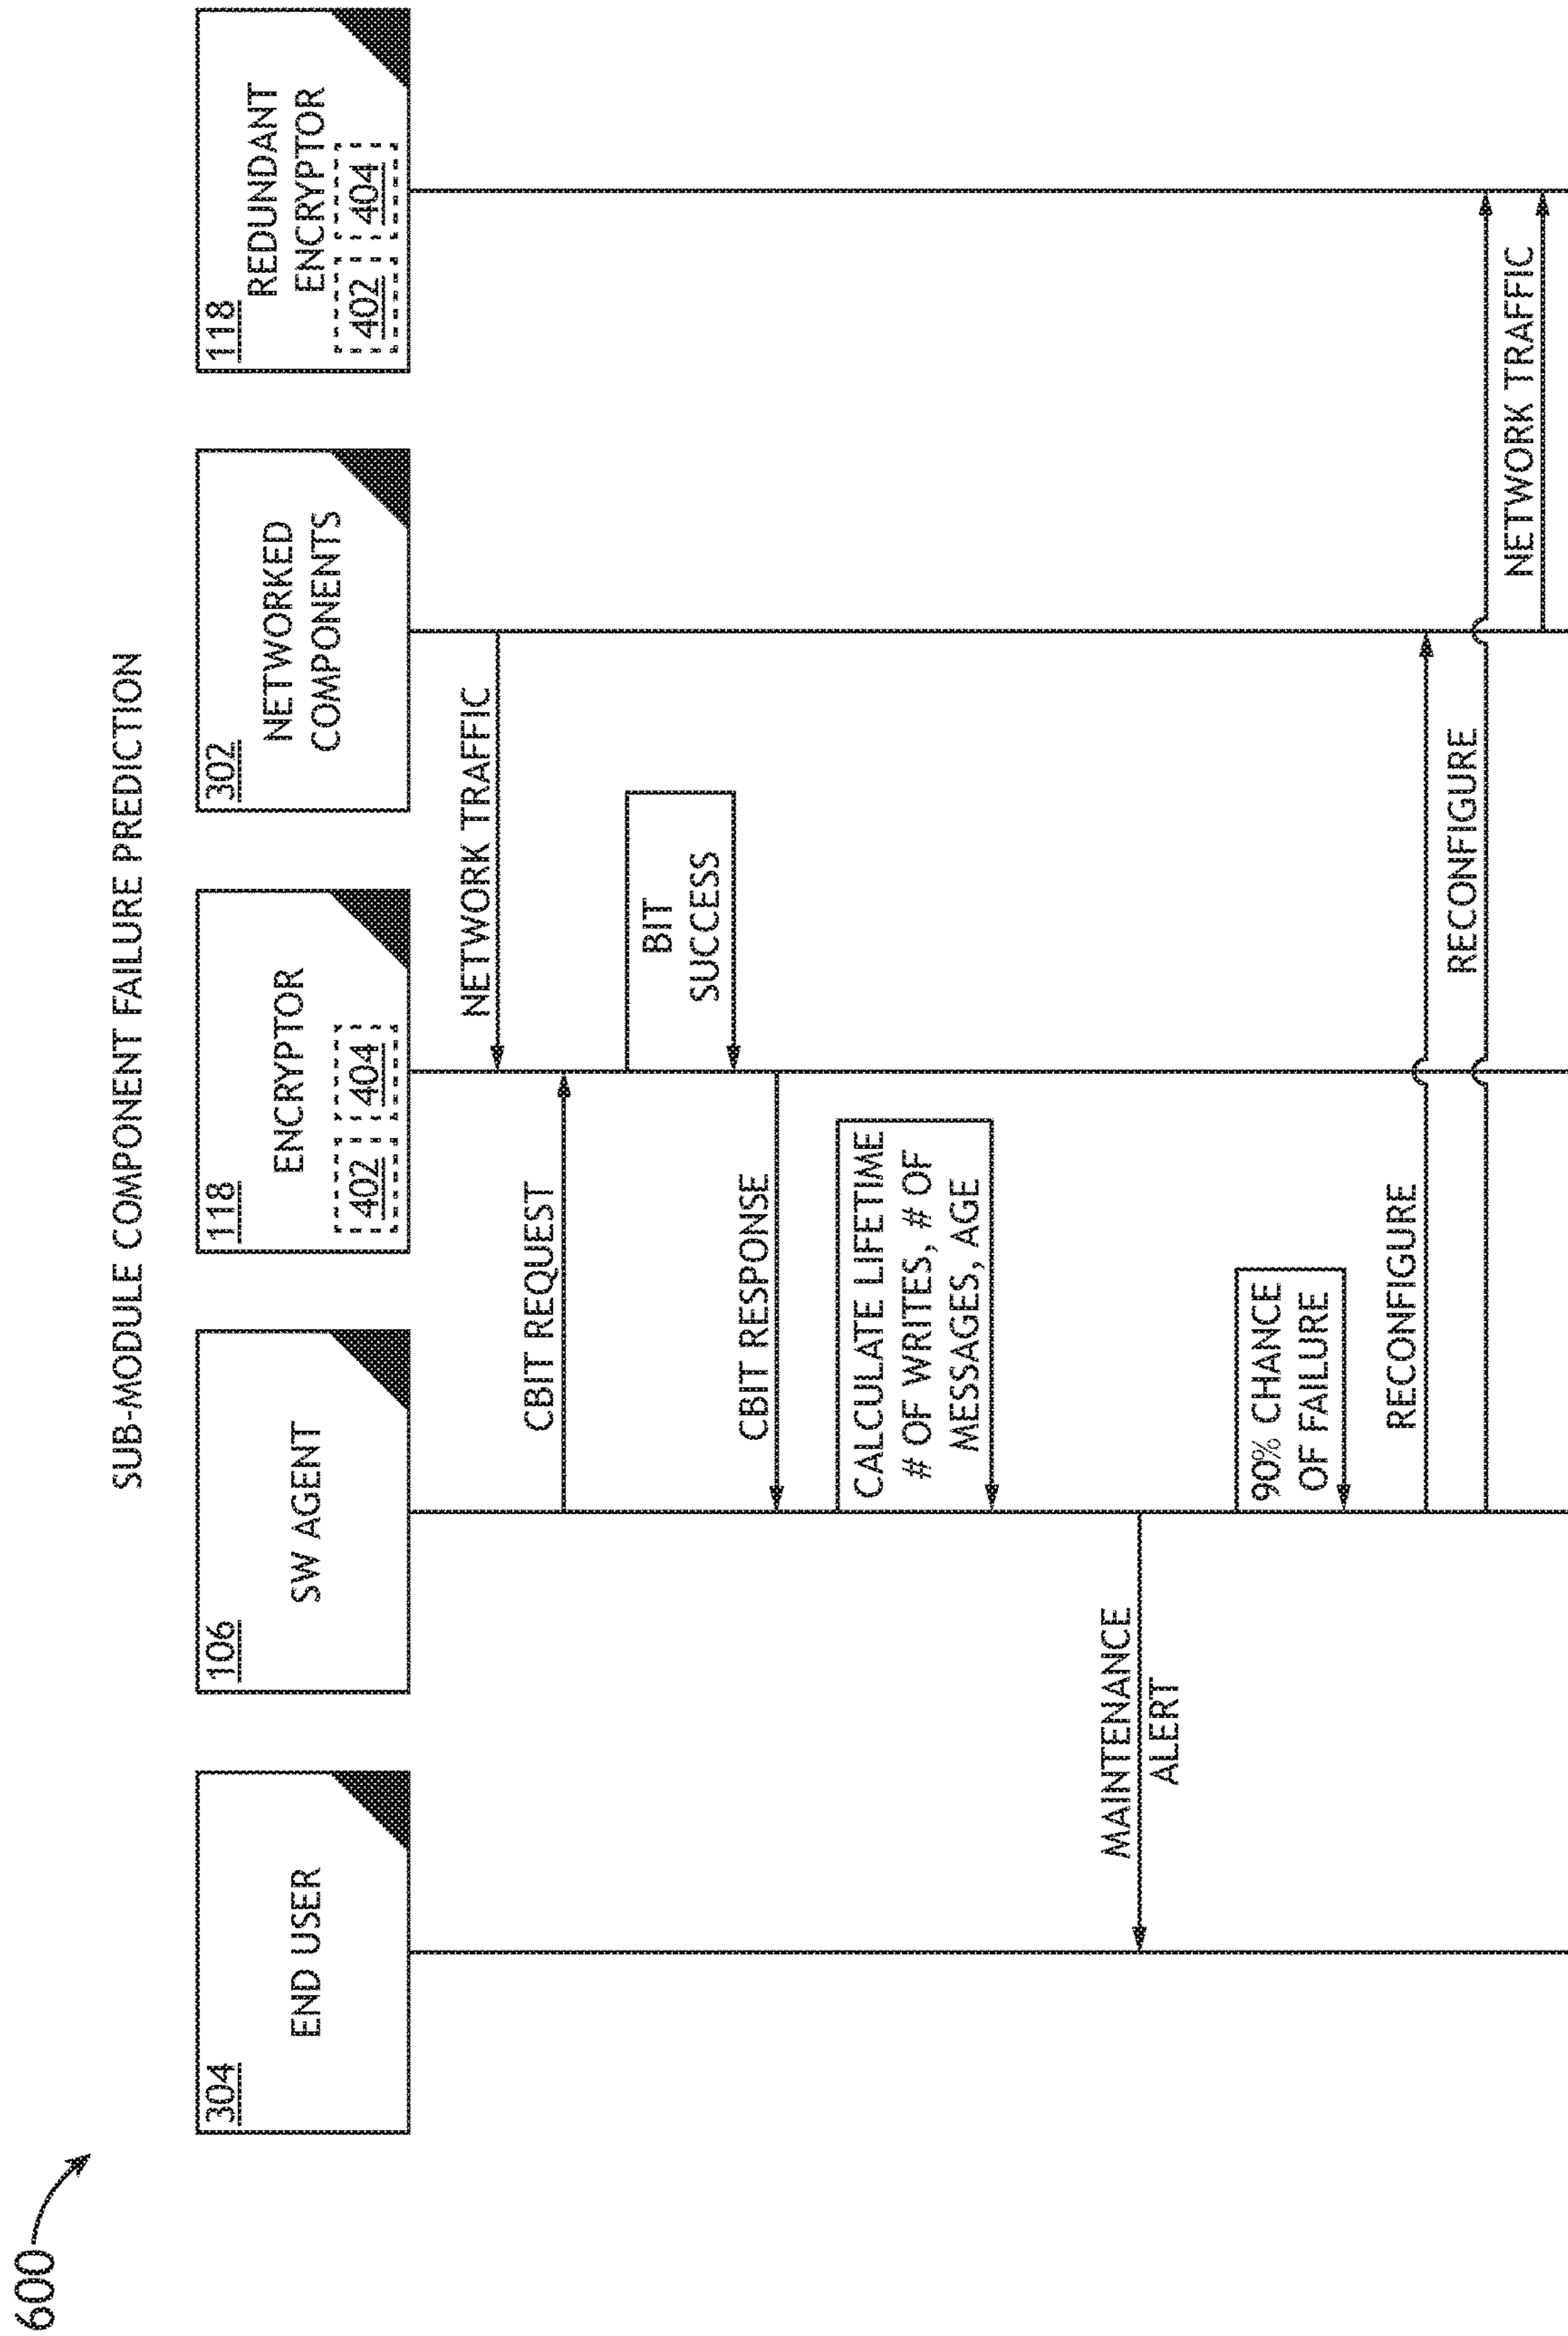 600
SUB-MODULE COMPONENT FAILURE PREDICTION
304
END USER
106
SW AGENT
118
ENCRYPTOR
402 404
302
NETWORKED
COMPONENTS
118
REDUNDANT
ENCRYPTOR
402 404
NETWORK TRAFFIC
CBIT REQUEST
BIT
SUCCESS
CBIT RESPONSE
CALCULATE LIFETIME
# OF WRITES, # OF
MESSAGES, AGE
MAINTENANCE
ALERT
90% CHANCE
OF FAILURE
RECONFIGURE
RECONFIGURE
NETWORK TRAFFIC